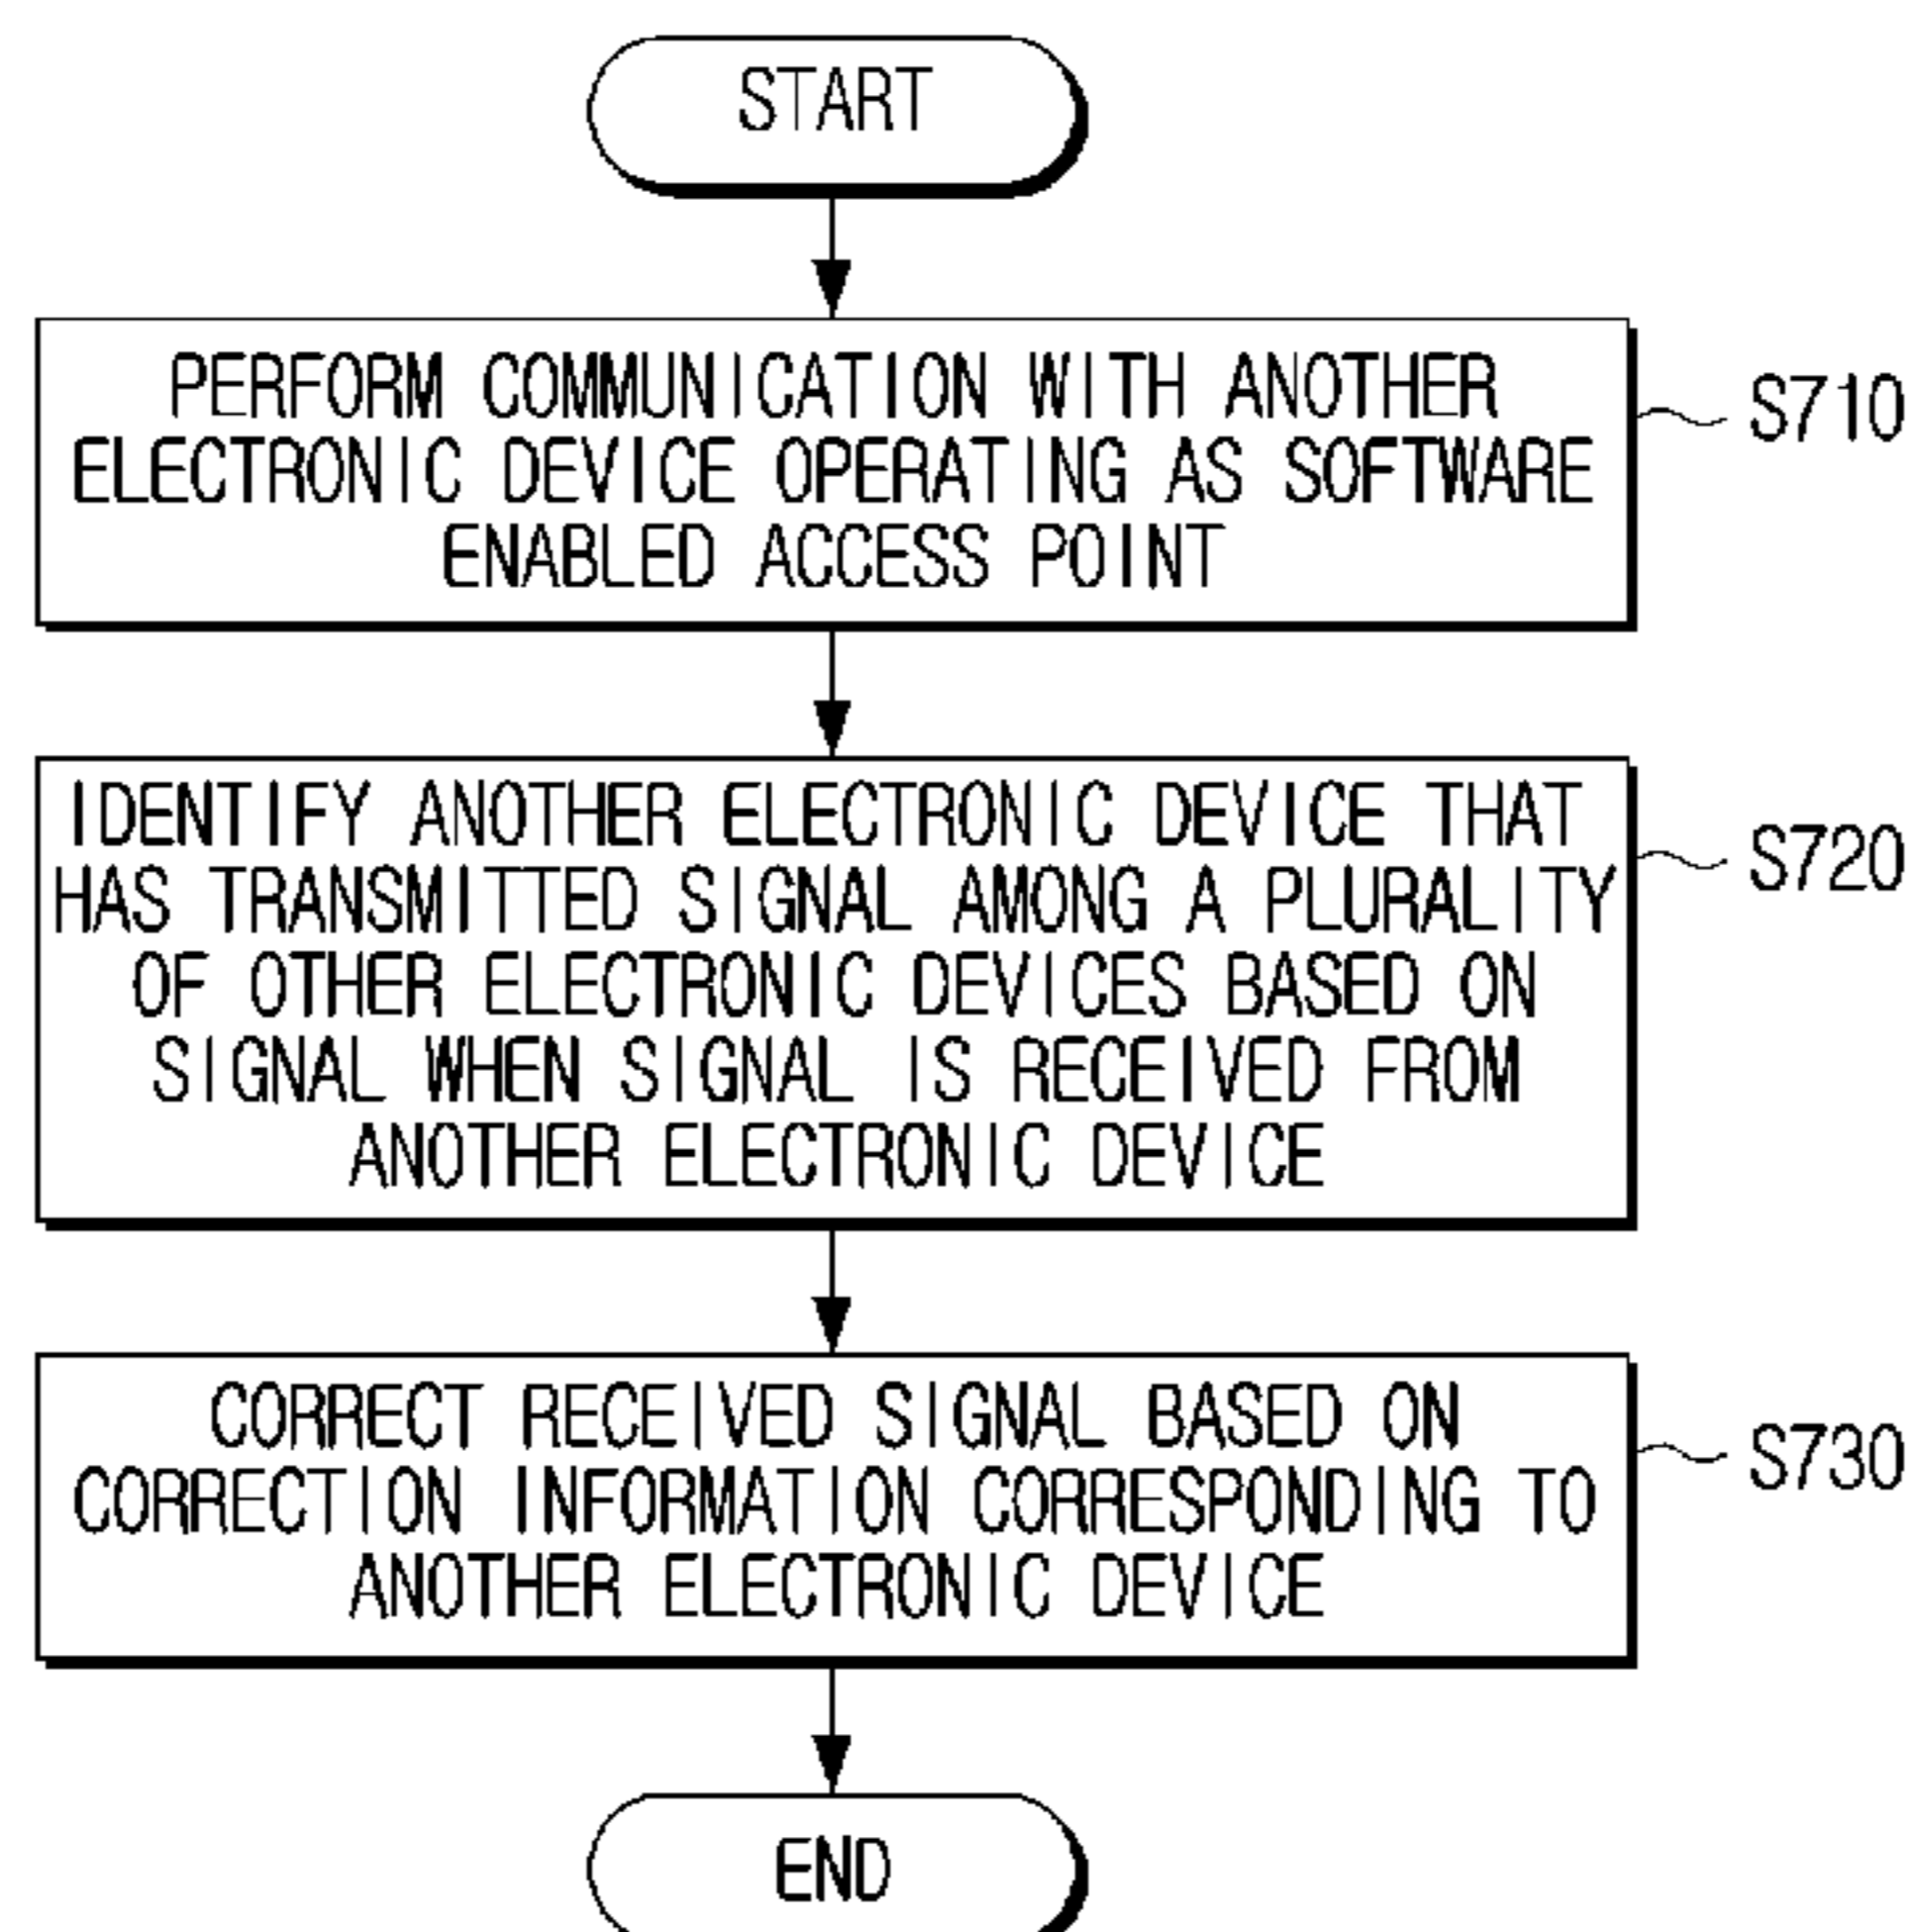 START
PERFORM COMMUNICATION WITH ANOTHER
ELECTRONIC DEVICE OPERATING AS SOFTWARE
ENABLED ACCESS POINT
S710
IDENTIFY ANOTHER ELECTRONIC DEVICE THAT
HAS TRANSMITTED SIGNAL AMONG A PLURALITY
OF OTHER ELECTRONIC DEVICES BASED ON
SIGNAL WHEN SIGNAL IS RECEIVED FROM
ANOTHER ELECTRONIC DEVICE
S720
CORRECT RECEIVED SIGNAL BASED ON
CORRECTION INFORMATION CORRESPONDING TO
ANOTHER ELECTRONIC DEVICE
S730
END